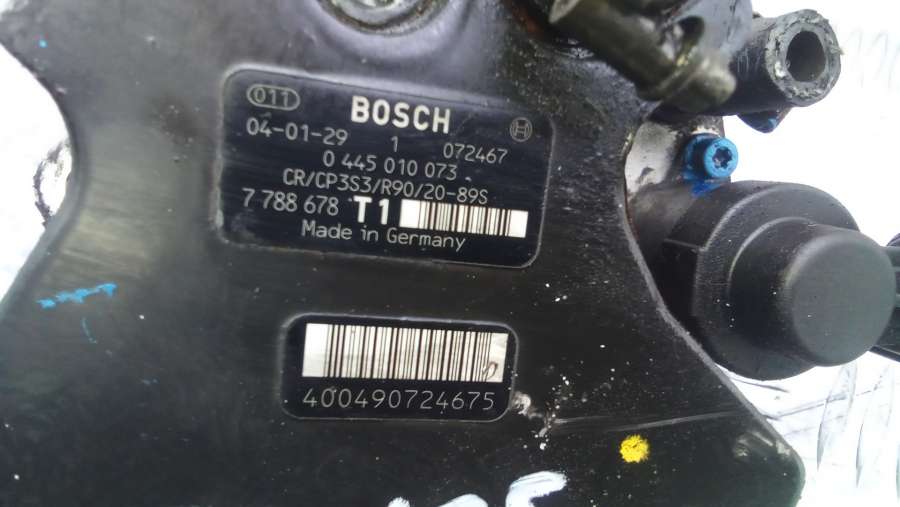 011 BOSCH
04-01-29 1 072467
0 445 010 073
CR/CP3S3/R90/20-89S
7 788 678 T1
Made in Germany
400490724675